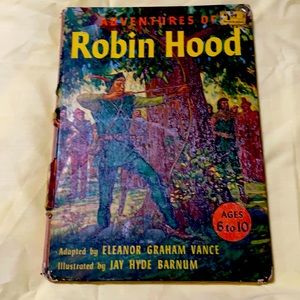 ADVENTURES OF
Robin Hood
AGES
6 to 10
Adapted by ELEANOR GRAHAM VANCE
Illustrated by JAY HYDE BARNUM